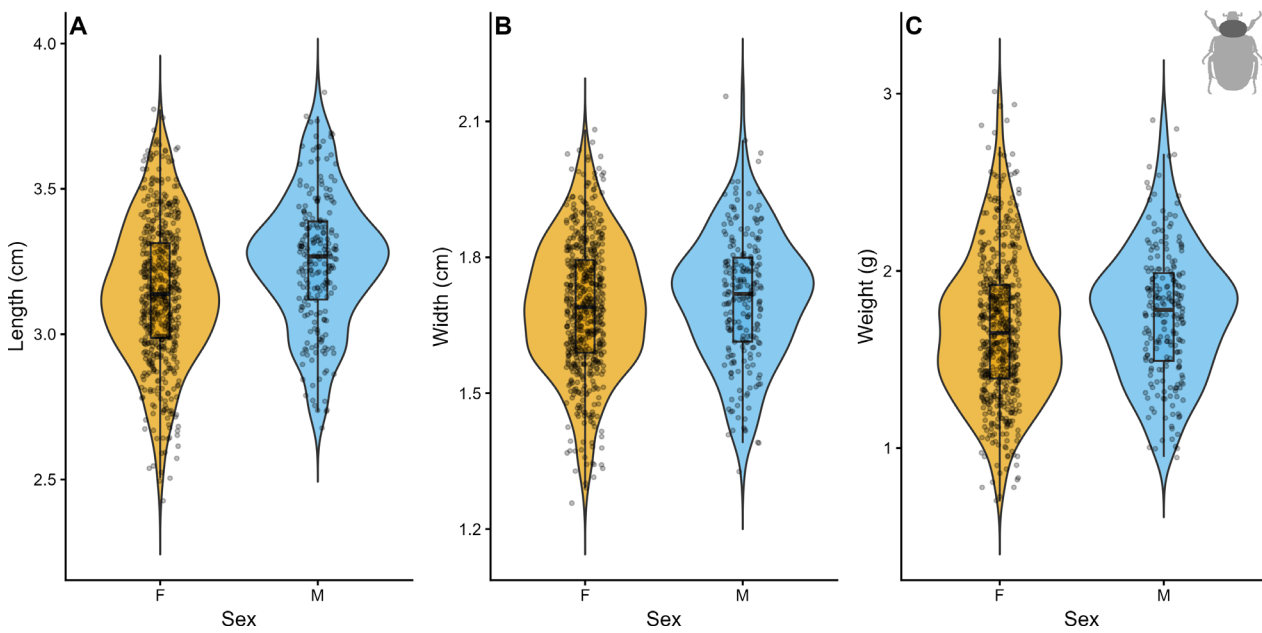 A
Length (cm)
4.0
3.5
3.0
2.5
F
M
Sex
B
Width (cm)
2.1
1.8
1.5
1.2
F
M
Sex
C
Weight (g)
3
2
1
F
M
Sex